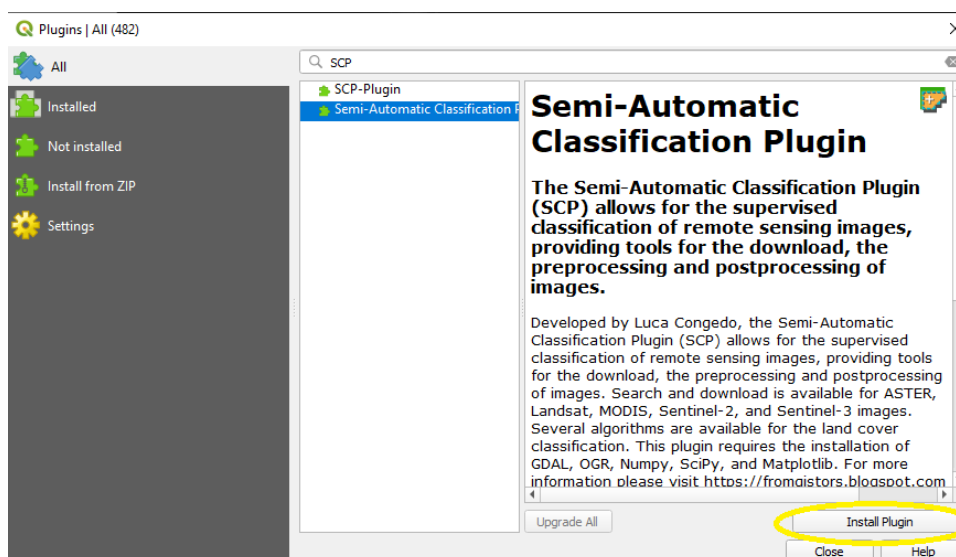 Plugins | All (482)
All
Installed
Not installed
Install from ZIP
Settings
SCP
SCP-Plugin
Semi-Automatic Classification P
Semi-Automatic
Classification Plugin
The Semi-Automatic Classification Plugin
(SCP) allows for the supervised
classification of remote sensing images,
providing tools for the download, the
preprocessing and postprocessing of
images.
Developed by Luca Congedo, the Semi-Automatic
Classification Plugin (SCP) allows for the supervised
classification of remote sensing images, providing tools
for the download, the preprocessing and postprocessing
of images. Search and download is available for ASTER,
Landsat, MODIS, Sentinel-2, and Sentinel-3 images.
Several algorithms are available for the land cover
classification. This plugin requires the installation of
GDAL, OGR, Numpy, SciPy, and Matplotlib. For more
information please visit https://fromgistors.blogspot.com
Upgrade All
Install Plugin
Close
Help